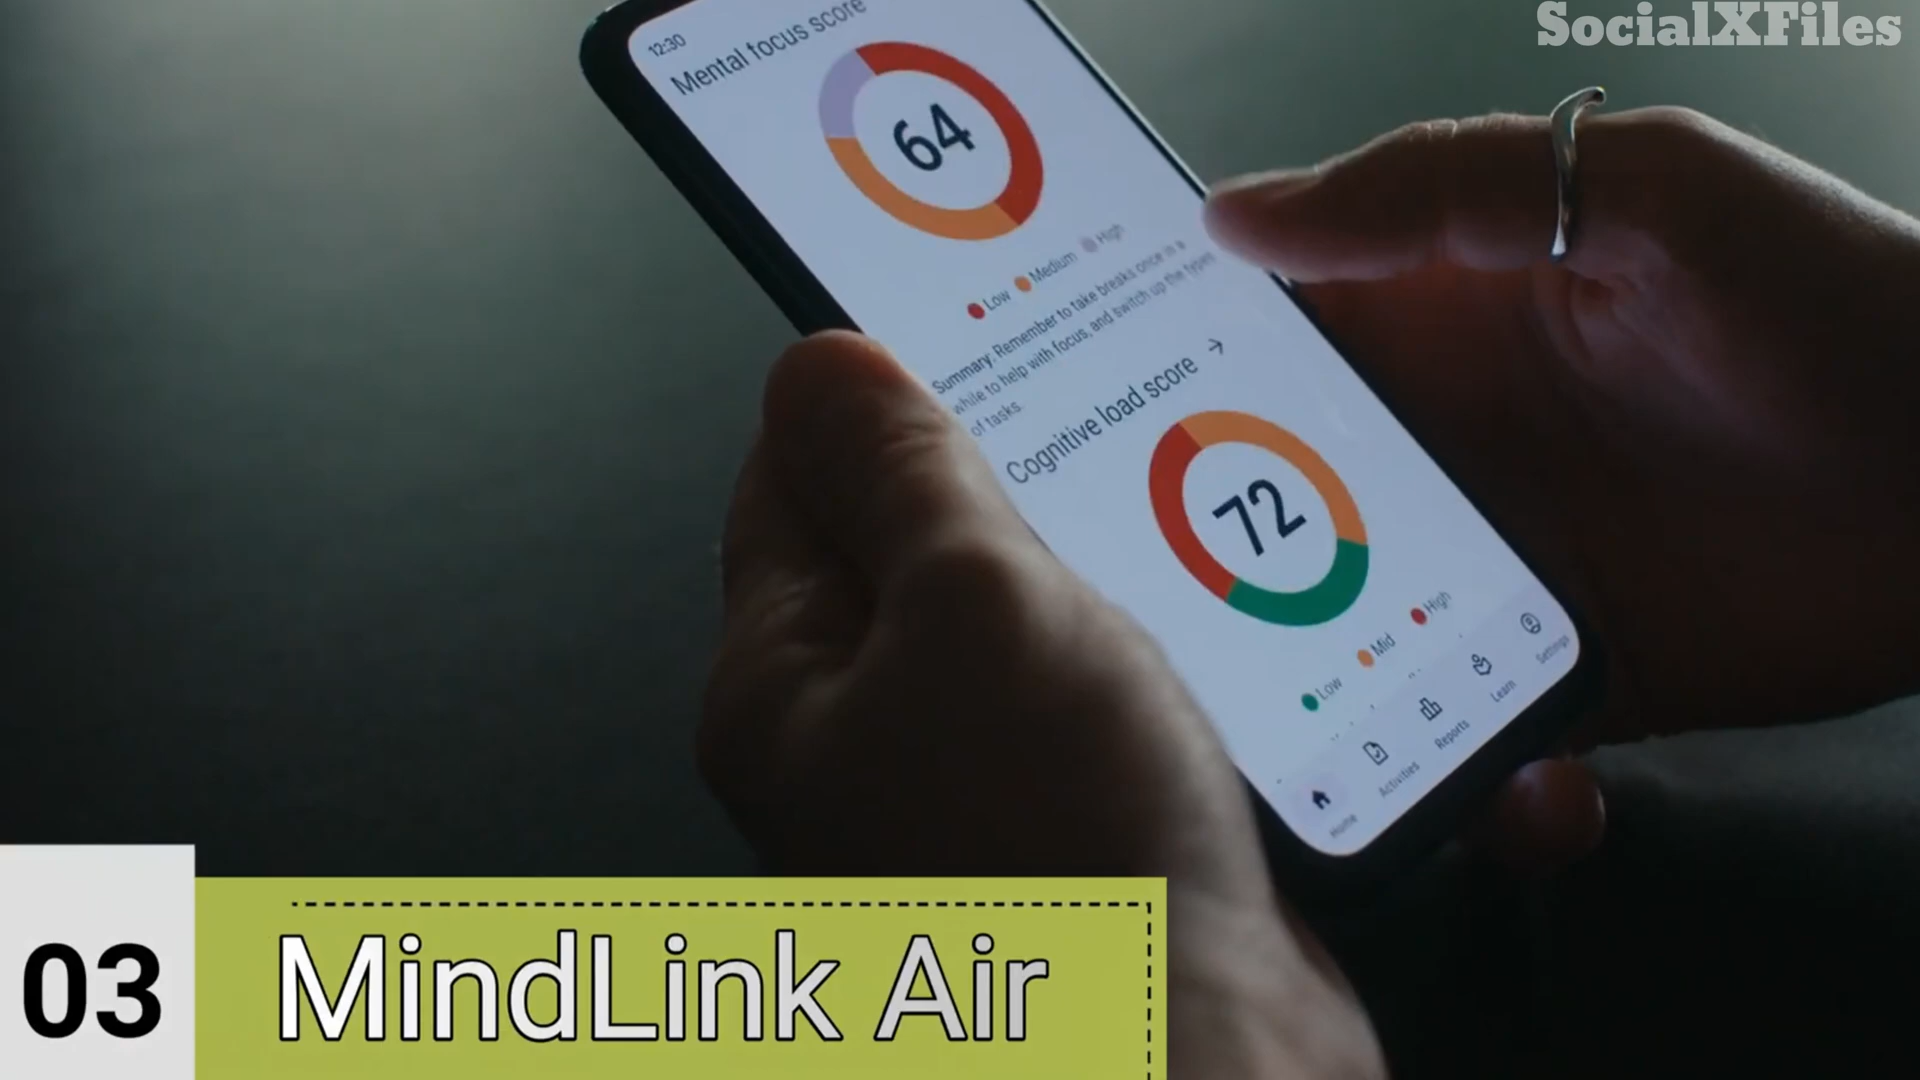 SocialXFiles
12:30
Mental focus score
64
Low Medium High
Summary: Remember to take breaks once in a
while to help with focus, and switch up the types
of tasks.
Cognitive load score →
72
Low Mid High
Home Activities Reports Learn Settings
03 MindLink Air